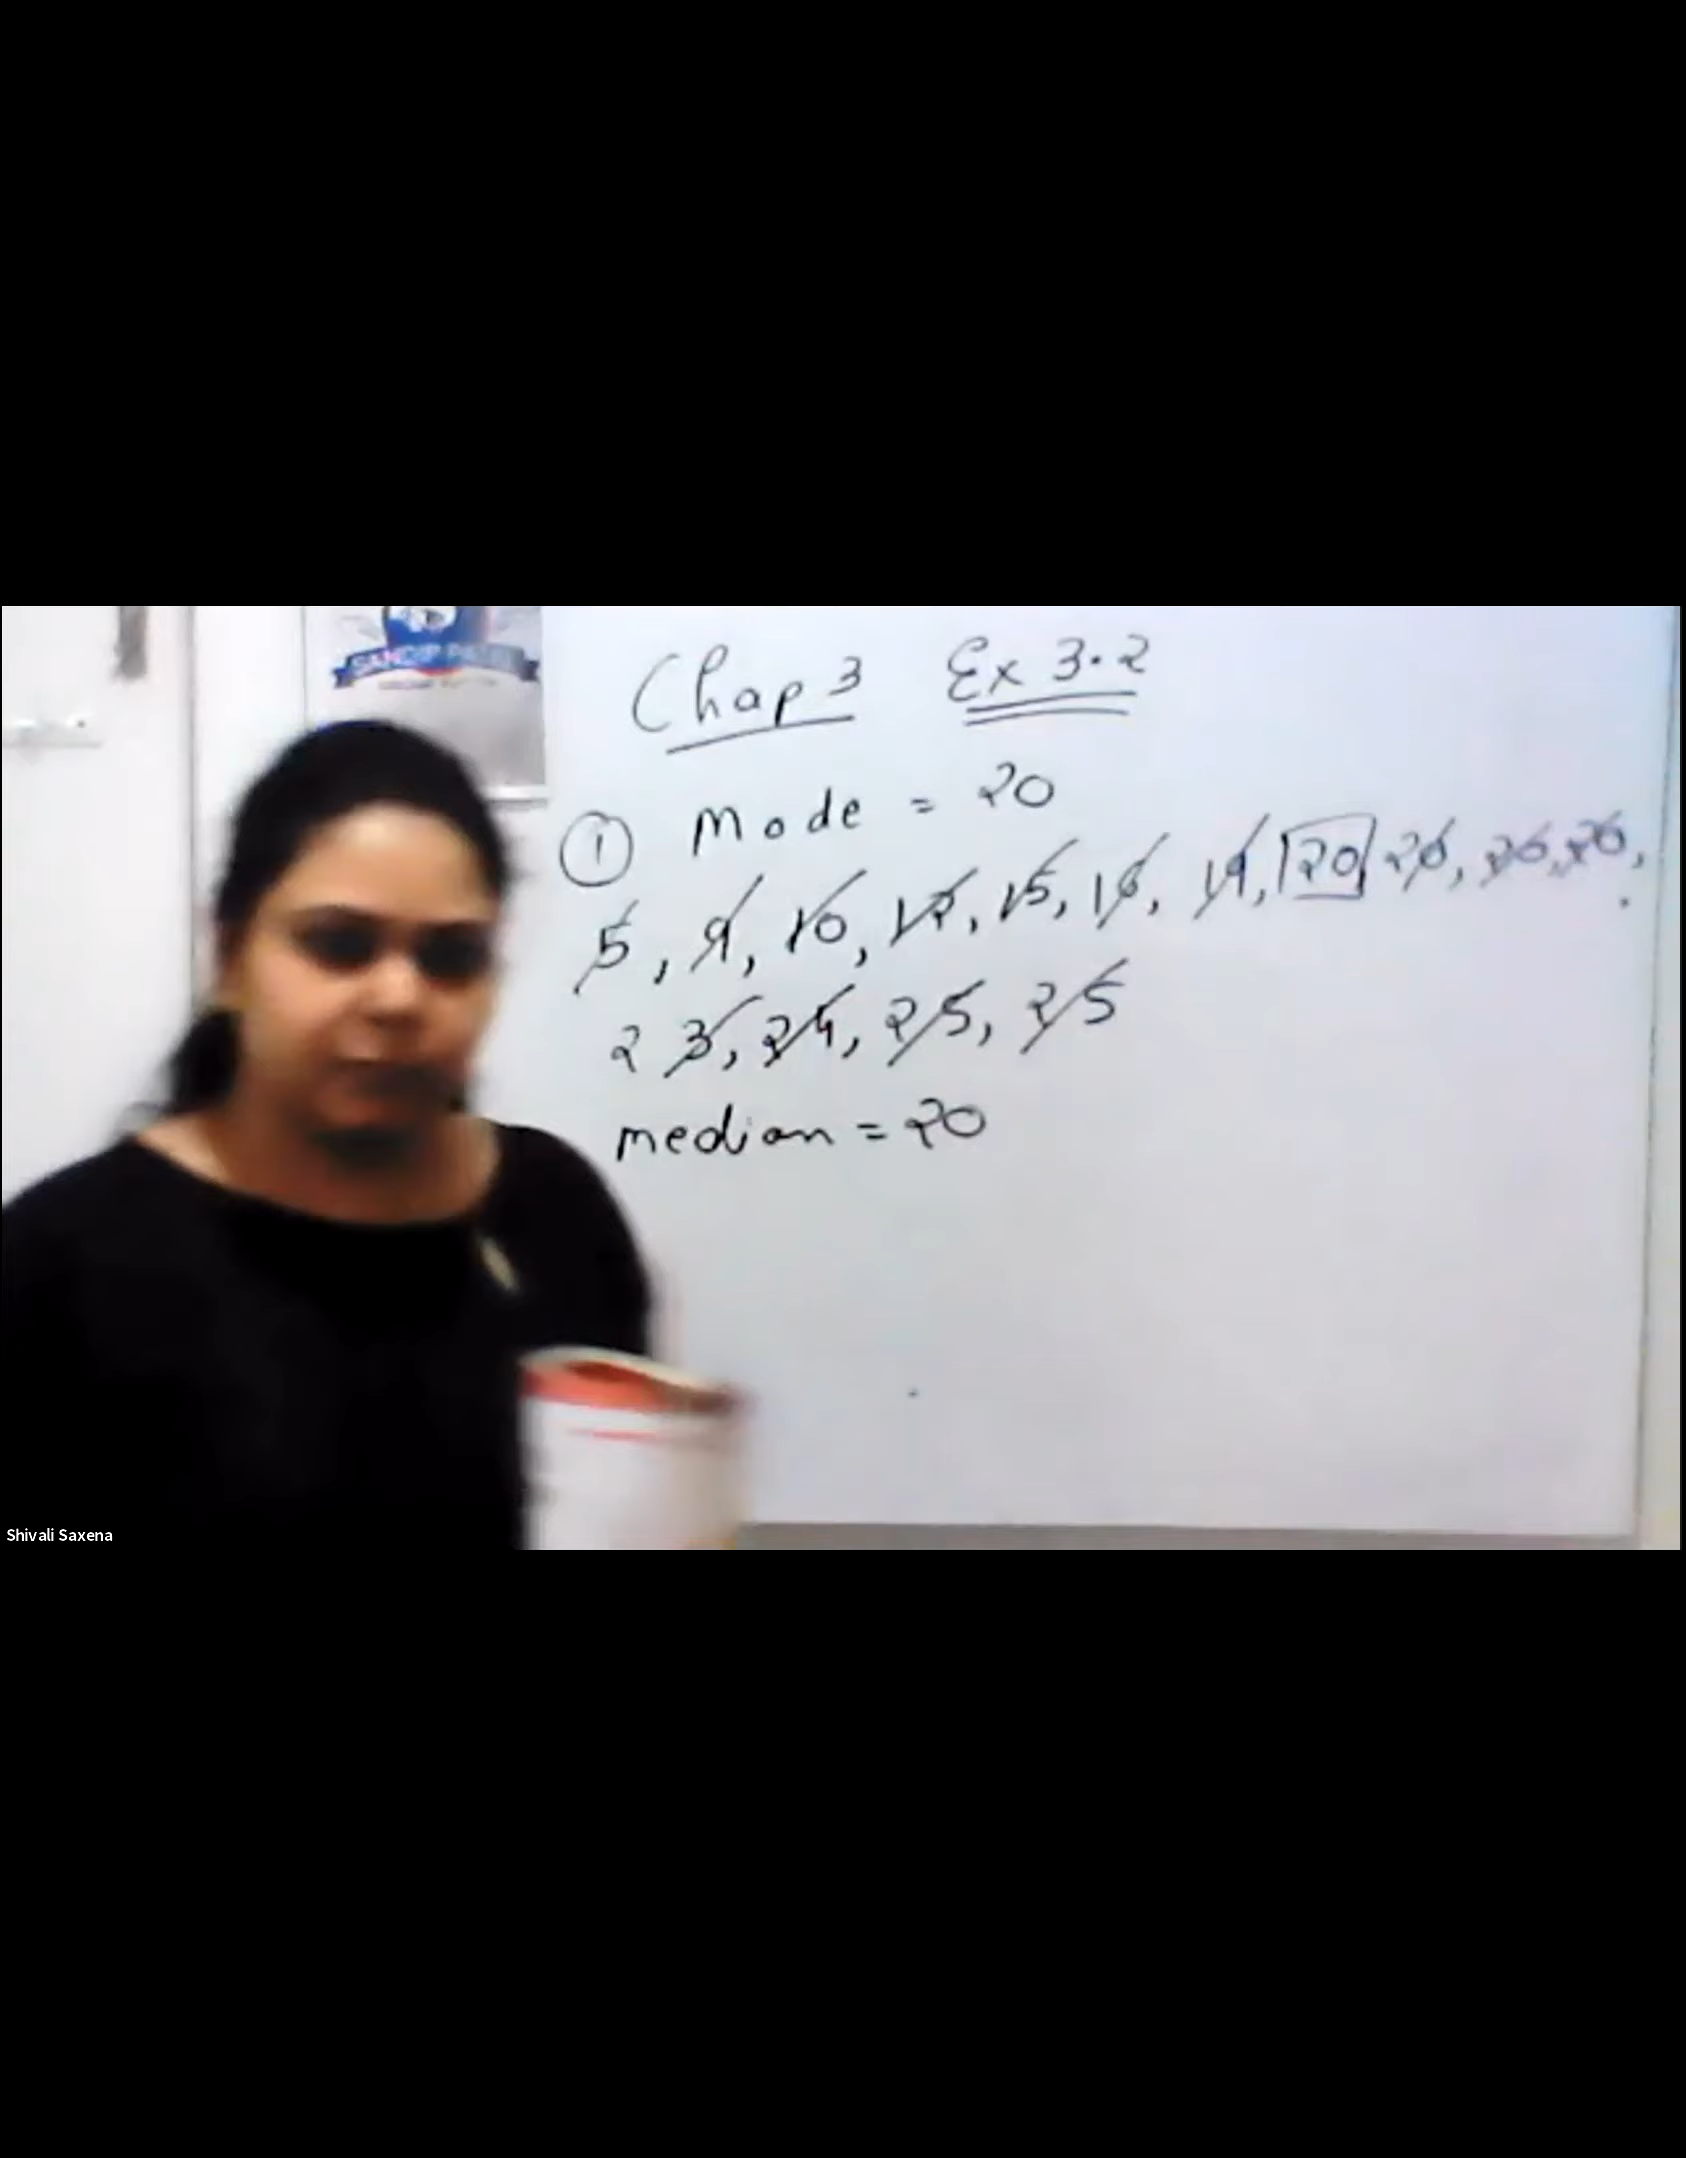 Chap 3 Ex 3.2
① Mode = 20
5, 9, 10, 12, 15, 16, 19, 20 20, 20, 20,
23, 24, 25, 25
median = 20
Shivali Saxena